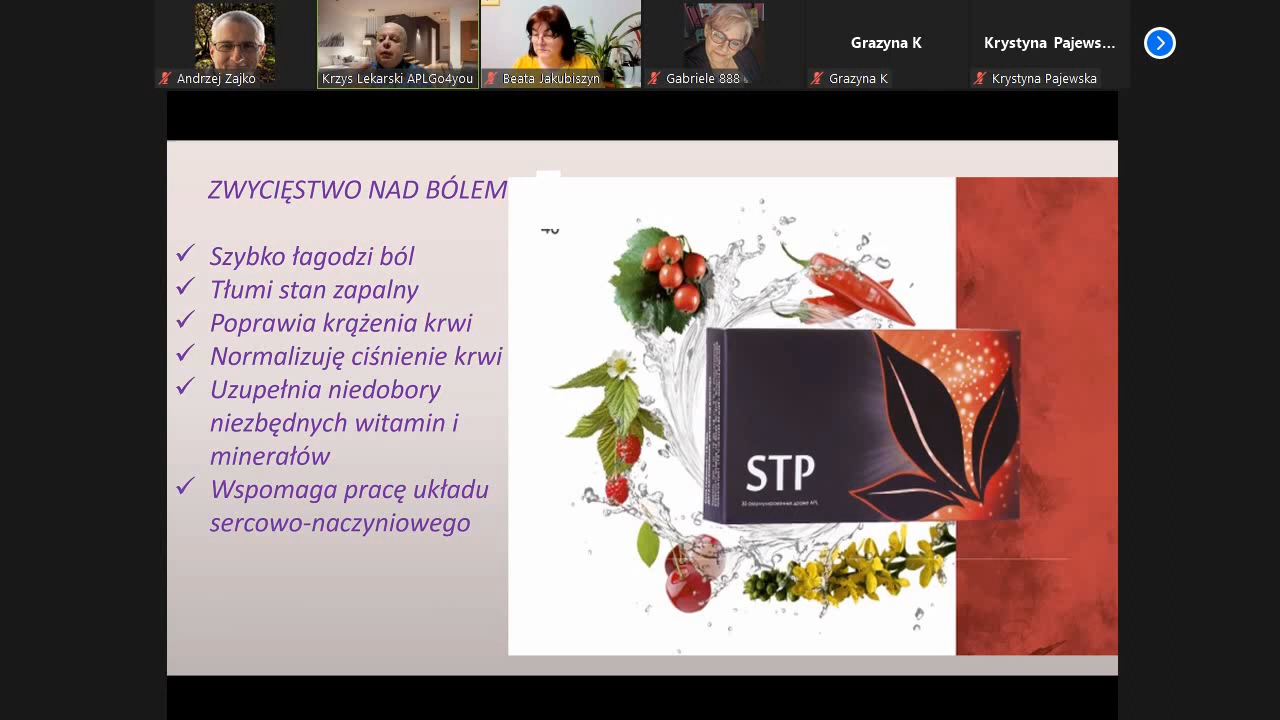 Grazyna K
Krystyna Pajews...
Andrzej Zajko
Krzys Lekarski APLGo4you
Beata Jakubiszyn
Gabriele 888
Grazyna K
Krystyna Pajewska
ZWYCIĘSTWO NAD BÓLEM
✓ Szybko łagodzi ból
✓ Tłumi stan zapalny
✓ Poprawia krążenia krwi
✓ Normalizuję ciśnienie krwi
✓ Uzupełnia niedobory
niezbędnych witamin i
minerałów
✓ Wspomaga pracę układu
sercowo-naczyniowego
STP